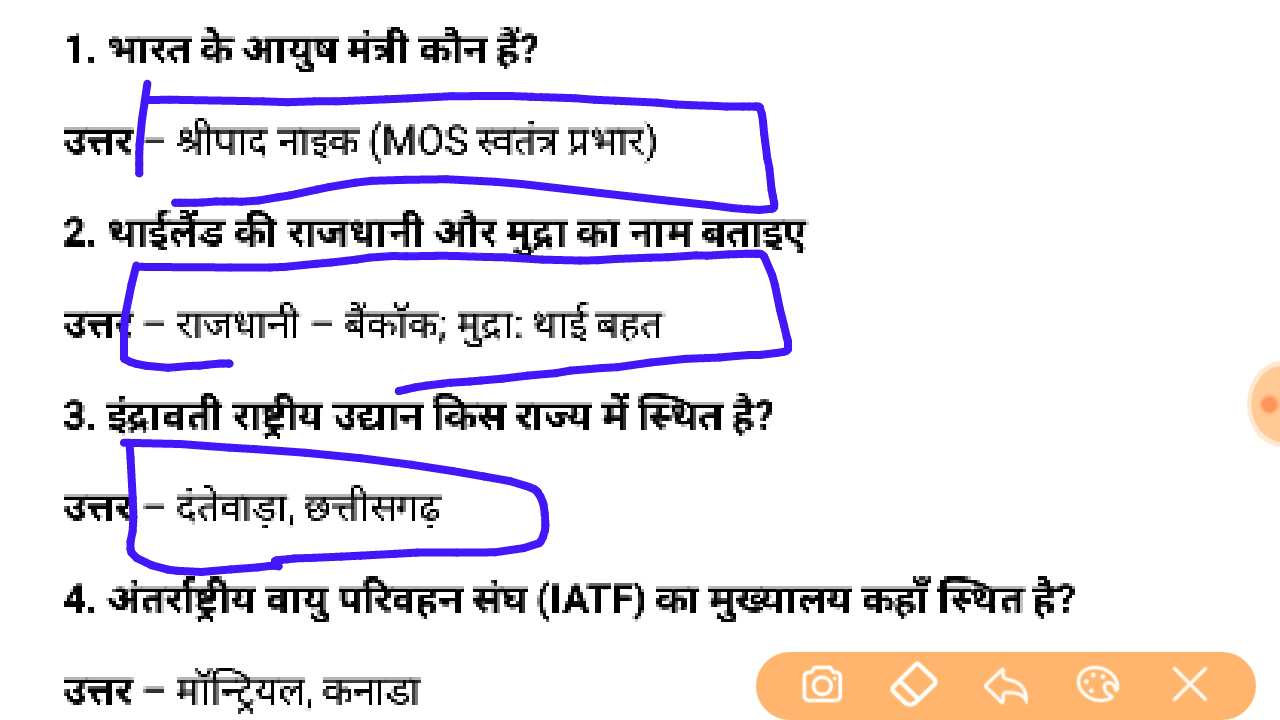 1. भारत के आयुष मंत्री कौन हैं?
उत्तर – श्रीपाद नाइक (MOS स्वतंत्र प्रभार)
2. थाईलैंड की राजधानी और मुद्रा का नाम बताइए
उत्तर – राजधानी – बैंकॉक; मुद्रा: थाई बहत
3. इंद्रावती राष्ट्रीय उद्यान किस राज्य में स्थित है?
उत्तर – दंतेवाड़ा, छत्तीसगढ़
4. अंतर्राष्ट्रीय वायु परिवहन संघ (IATF) का मुख्यालय कहाँ स्थित है?
उत्तर – मॉन्ट्रियल, कनाडा